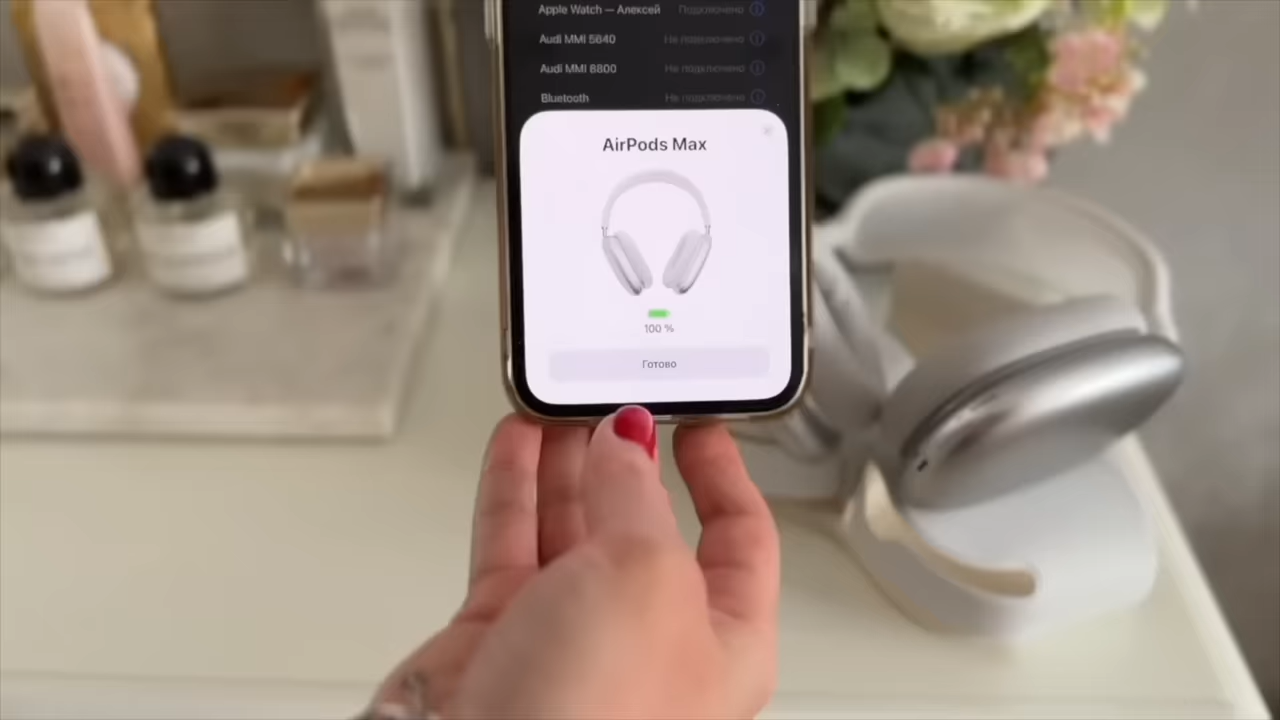 Apple Watch — Алексей Подключено
Audi MMI 5640 Не подключено
Audi MMI 8800 Не подключено
Bluetooth Не подключено
AirPods Max
100 %
Готово